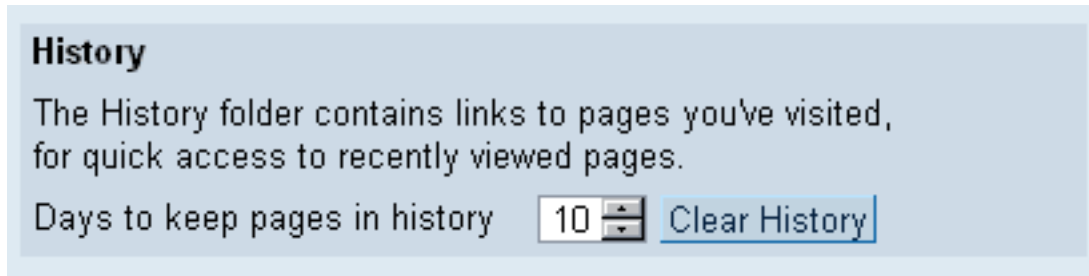 History
The History folder contains links to pages you've visited,
for quick access to recently viewed pages.
Days to keep pages in history 10 Clear History